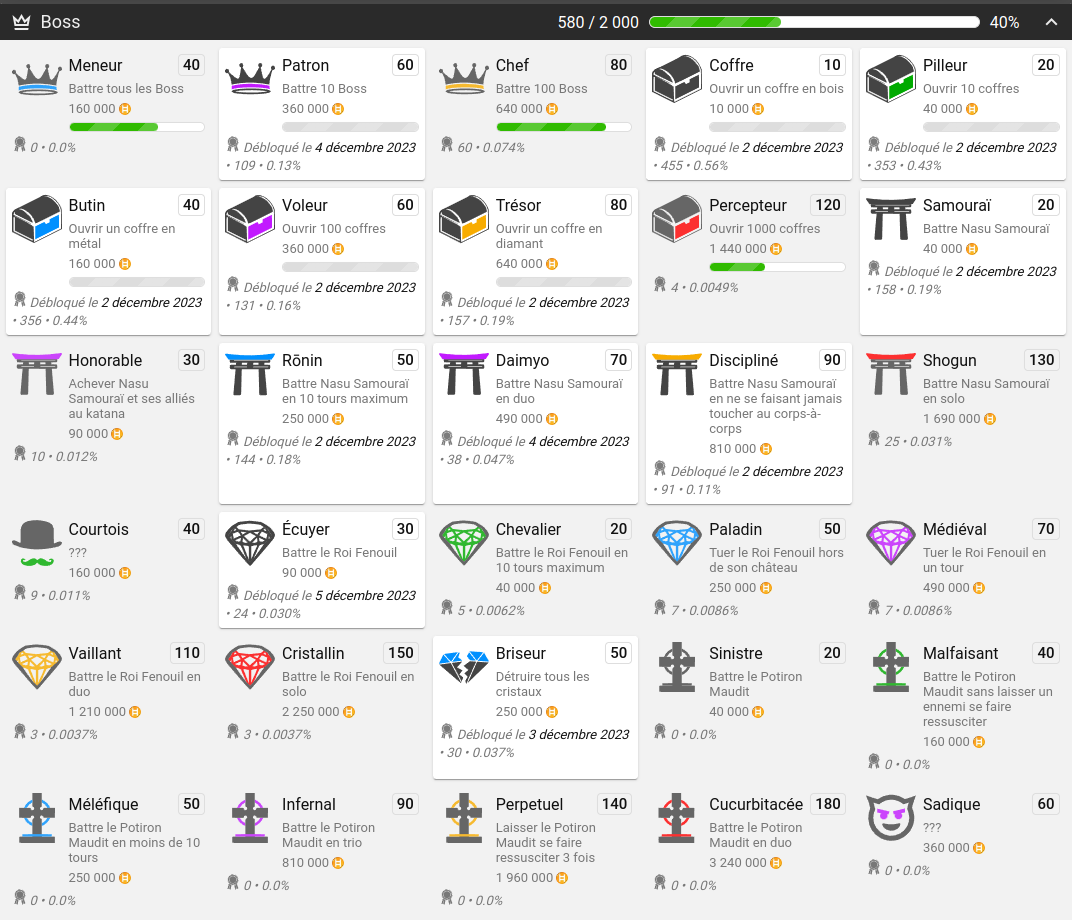 Boss
580 / 2 000
40%
Meneur
40
Battre tous les Boss
160 000
0 • 0.0%
Patron
60
Battre 10 Boss
360 000
Débloqué le 4 décembre 2023
• 109 • 0.13%
Chef
80
Battre 100 Boss
640 000
60 • 0.074%
Coffre
10
Ouvrir un coffre en bois
10 000
Débloqué le 2 décembre 2023
• 455 • 0.56%
Pilleur
20
Ouvrir 10 coffres
40 000
Débloqué le 2 décembre 2023
• 353 • 0.43%
Butin
40
Ouvrir un coffre en
métal
160 000
Débloqué le 2 décembre 2023
• 356 • 0.44%
Voleur
60
Ouvrir 100 coffres
360 000
Débloqué le 2 décembre 2023
• 131 • 0.16%
Trésor
80
Ouvrir un coffre en
diamant
640 000
Débloqué le 2 décembre 2023
• 157 • 0.19%
Percepteur
120
Ouvrir 1000 coffres
1 440 000
4 • 0.0049%
Samouraï
20
Battre Nasu Samouraï
40 000
Débloqué le 2 décembre 2023
• 158 • 0.19%
Honorable
30
Achever Nasu
Samouraï et ses alliés
au katana
90 000
10 • 0.012%
Rōnin
50
Battre Nasu Samouraï
en 10 tours maximum
250 000
Débloqué le 2 décembre 2023
• 144 • 0.18%
Daimyo
70
Battre Nasu Samouraï
en duo
490 000
Débloqué le 4 décembre 2023
• 38 • 0.047%
Discipliné
90
Battre Nasu Samouraï
en ne se faisant jamais
toucher au corps-à-
corps
810 000
Débloqué le 2 décembre 2023
• 91 • 0.11%
Shogun
130
Battre Nasu Samouraï
en solo
1 690 000
25 • 0.031%
Courtois
40
???
160 000
9 • 0.011%
Écuyer
30
Battre le Roi Fenouil
90 000
Débloqué le 5 décembre 2023
• 24 • 0.030%
Chevalier
20
Battre le Roi Fenouil en
10 tours maximum
40 000
5 • 0.0062%
Paladin
50
Tuer le Roi Fenouil hors
de son château
250 000
7 • 0.0086%
Médiéval
70
Tuer le Roi Fenouil en
un tour
490 000
7 • 0.0086%
Vaillant
110
Battre le Roi Fenouil en
duo
1 210 000
3 • 0.0037%
Cristallin
150
Battre le Roi Fenouil en
solo
2 250 000
3 • 0.0037%
Briseur
50
Détruire tous les
cristaux
250 000
Débloqué le 3 décembre 2023
• 30 • 0.037%
Sinistre
20
Battre le Potiron
Maudit
40 000
0 • 0.0%
Malfaisant
40
Battre le Potiron
Maudit sans laisser un
ennemi se faire
ressusciter
160 000
0 • 0.0%
Méléfique
50
Battre le Potiron
Maudit en moins de 10
tours
250 000
0 • 0.0%
Infernal
90
Battre le Potiron
Maudit en trio
810 000
0 • 0.0%
Perpetuel
140
Laisser le Potiron
Maudit se faire
ressusciter 3 fois
1 960 000
0 • 0.0%
Cucurbitacée
180
Battre le Potiron
Maudit en duo
3 240 000
0 • 0.0%
Sadique
60
???
360 000
0 • 0.0%